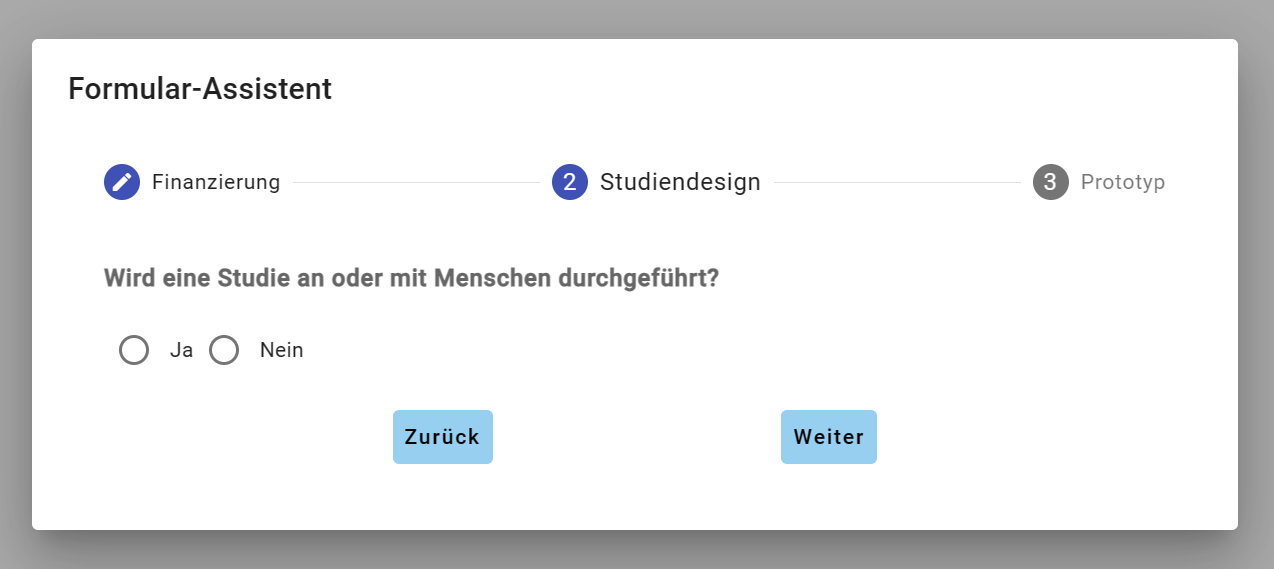 Formular-Assistent
Finanzierung 2 Studiendesign 3 Prototyp
Wird eine Studie an oder mit Menschen durchgeführt?
Ja Nein
Zurück Weiter